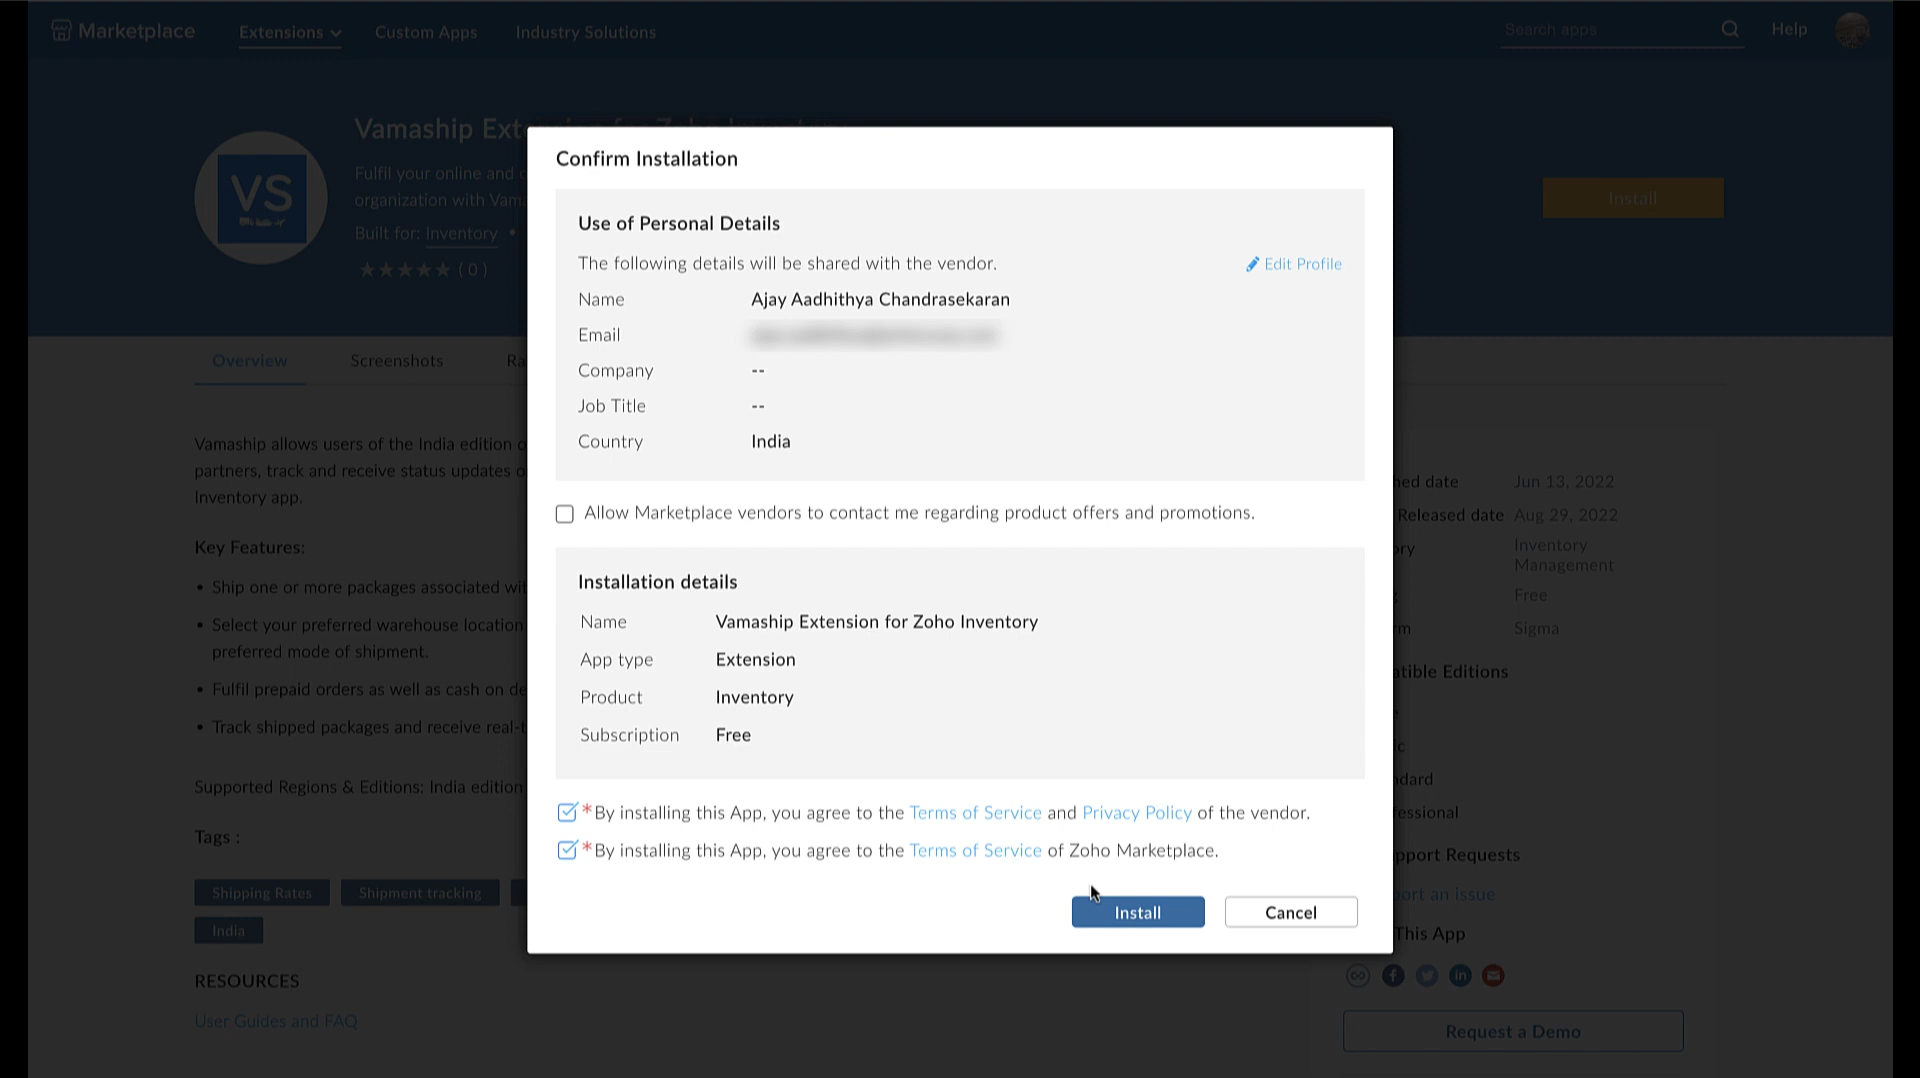 Marketplace
Extensions
Custom Apps
Industry Solutions
Search apps
Help
Vamaship
VS
Fulfil your online and
organization with
Built for: Inventory •
( 0 )
Install
Overview
Screenshots
Vamaship allows users of the India edition
partners, track and receive status updates
Inventory app.
Key Features:
• Ship one or more packages associated
• Select your preferred warehouse location
preferred mode of shipment.
• Fulfil prepaid orders as well as cash on
• Track shipped packages and receive
Supported Regions & Editions: India edition
Tags :
Shipping Rates
Shipment tracking
India
RESOURCES
User Guides and FAQ
Confirm Installation
Use of Personal Details
The following details will be shared with the vendor.
Edit Profile
Name Ajay Aadhithya Chandrasekaran
Email
Company --
Job Title --
Country India
Allow Marketplace vendors to contact me regarding product offers and promotions.
Installation details
Name Vamaship Extension for Zoho Inventory
App type Extension
Product Inventory
Subscription Free
*By installing this App, you agree to the Terms of Service and Privacy Policy of the vendor.
*By installing this App, you agree to the Terms of Service of Zoho Marketplace.
Install
Cancel
date Jun 13, 2022
Released date Aug 29, 2022
Inventory
Management
Free
Sigma
Editions
Requests
an issue
This App
Request a Demo